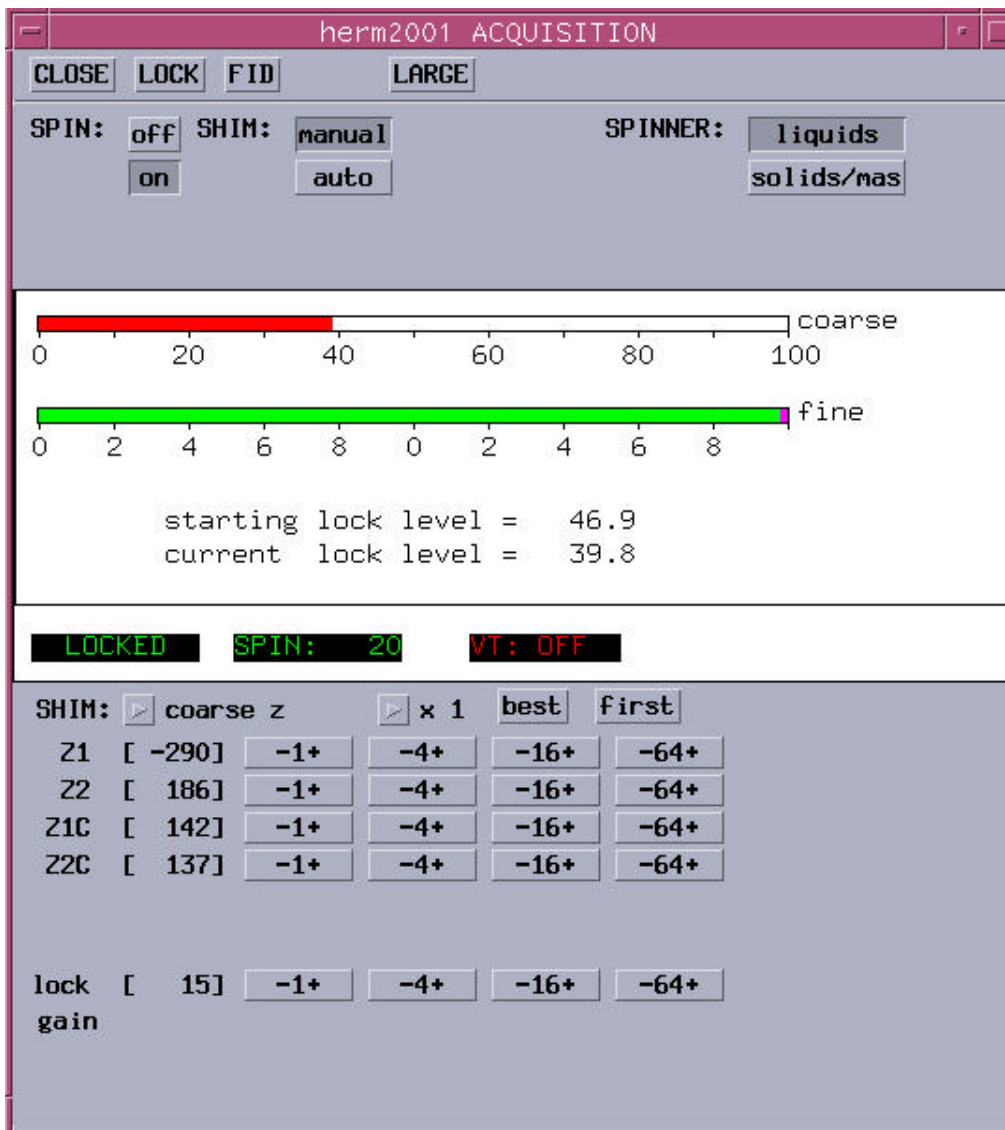 herm2001 ACQUISITION
CLOSE LOCK FID LARGE
SPIN: off SHIM: manual SPINNER: liquids
on auto solids/mas
coarse
0 20 40 60 80 100
fine
0 2 4 6 8 0 2 4 6 8
starting lock level = 46.9
current lock level = 39.8
LOCKED SPIN: 20 VT: OFF
SHIM: coarse z x 1 best first
Z1 [ -290] -1+ -4+ -16+ -64+
Z2 [ 186] -1+ -4+ -16+ -64+
Z1C [ 142] -1+ -4+ -16+ -64+
Z2C [ 137] -1+ -4+ -16+ -64+
lock [ 15] -1+ -4+ -16+ -64+
gain